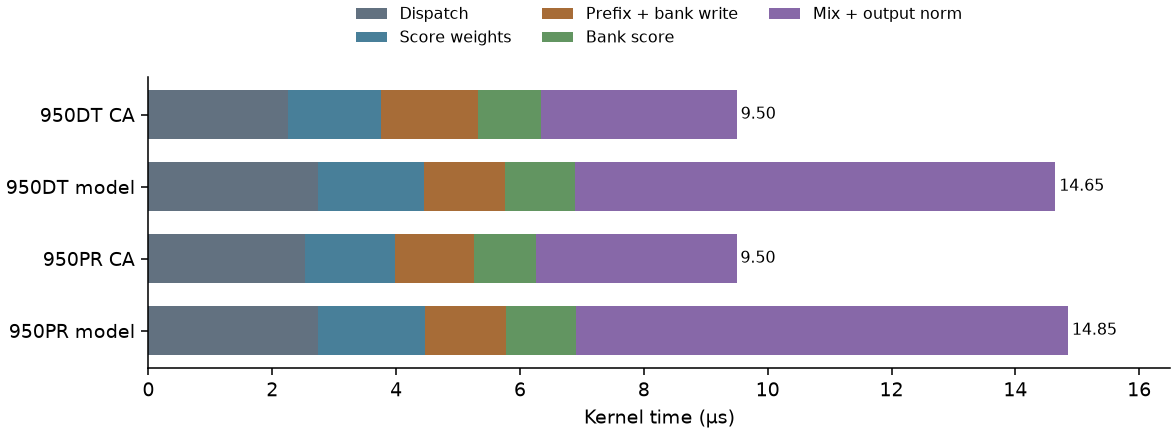 Dispatch
Score weights
Prefix + bank write
Bank score
Mix + output norm
950DT CA
9.50
950DT model
14.65
950PR CA
9.50
950PR model
14.85
0 2 4 6 8 10 12 14 16
Kernel time (μs)